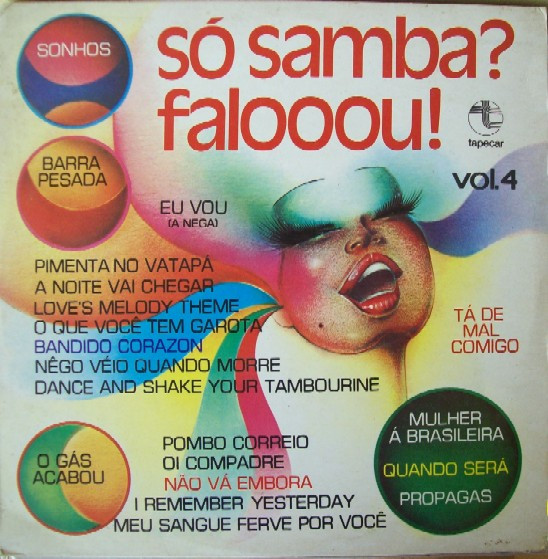 SONHOS
só samba?
falooou!
tapecar
vol.4
BARRA
PESADA
EU VOU
(A NEGA)
PIMENTA NO VATAPÁ
A NOITE VAI CHEGAR
LOVE'S MELODY THEME
O QUE VOCÊ TEM GAROTA
BANDIDO CORAZON
NÊGO VÉIO QUANDO MORRE
DANCE AND SHAKE YOUR TAMBOURINE
TÁ DE
MAL
COMIGO
O GÁS
ACABOU
POMBO CORREIO
OI COMPADRE
NÃO VÁ EMBORA
I REMEMBER YESTERDAY
MEU SANGUE FERVE POR VOCÊ
MULHER
Á BRASILEIRA
QUANDO SERÁ
PROPAGAS